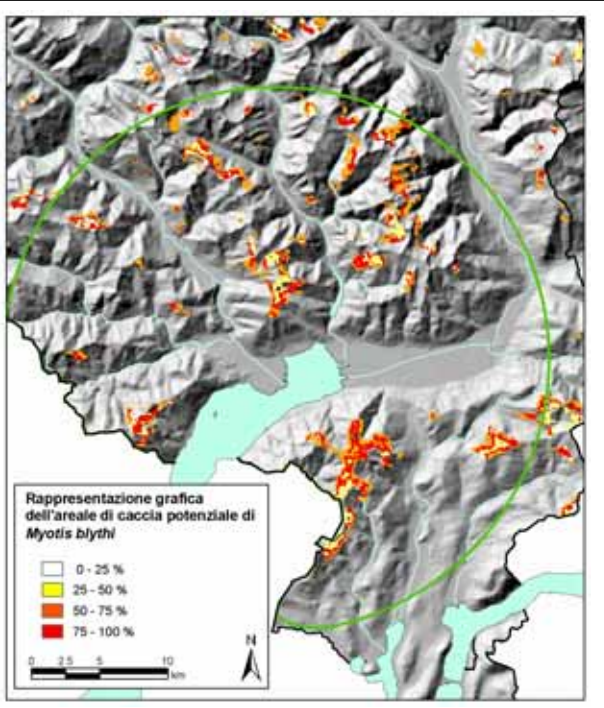 Rappresentazione grafica
dell'areale di caccia potenziale di
Myotis blythi
0 - 25 %
25 - 50 %
50 - 75 %
75 - 100 %
N
0 2.5 5 10
km